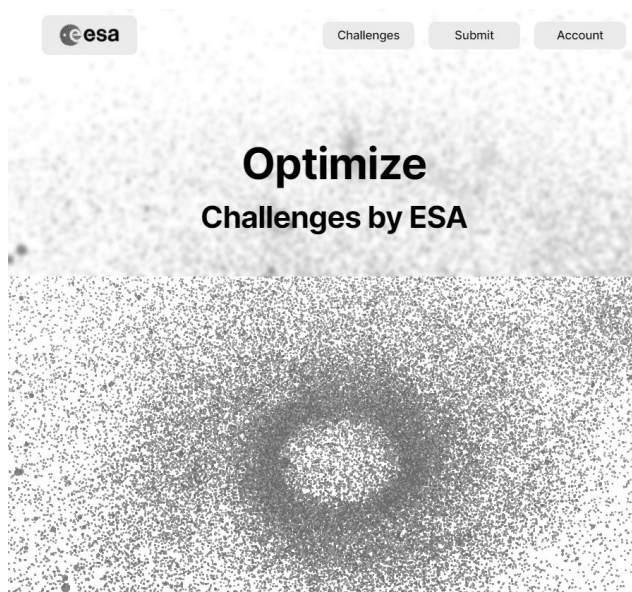 esa
Challenges
Submit
Account
Optimize
Challenges by ESA